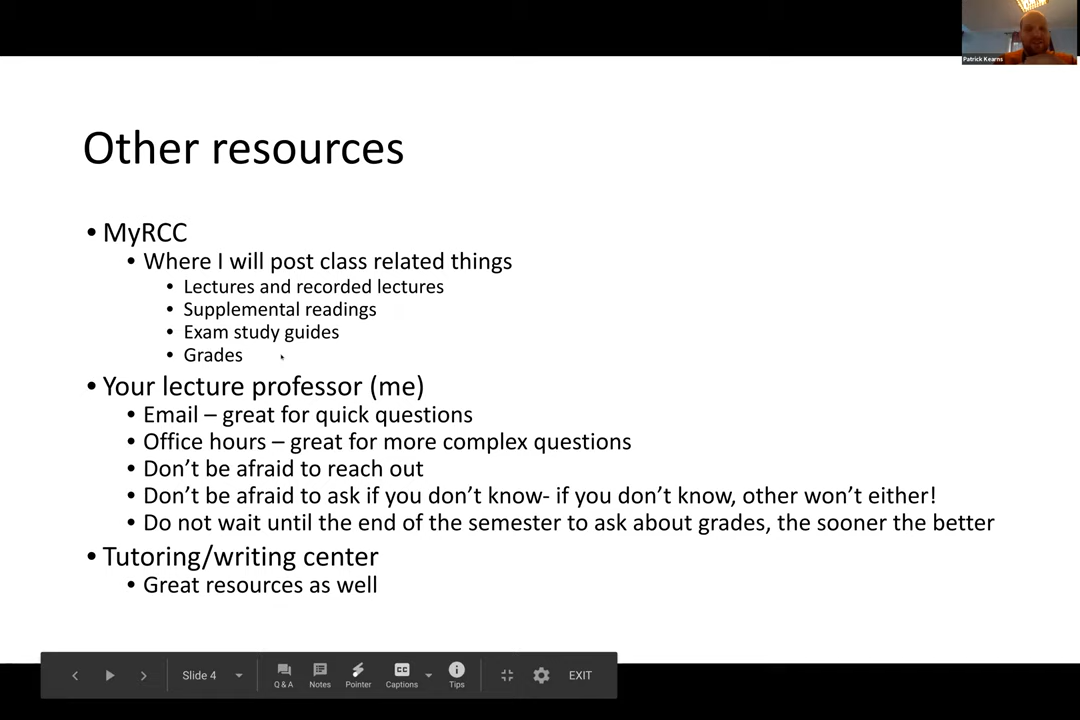 Patrick Kearns
Other resources
• MyRCC
• Where I will post class related things
• Lectures and recorded lectures
• Supplemental readings
• Exam study guides
• Grades
• Your lecture professor (me)
• Email – great for quick questions
• Office hours – great for more complex questions
• Don't be afraid to reach out
• Don't be afraid to ask if you don't know- if you don't know, other won't either!
• Do not wait until the end of the semester to ask about grades, the sooner the better
• Tutoring/writing center
• Great resources as well
Slide 4
Q & A
Notes
Pointer
CC
Captions
Tips
EXIT